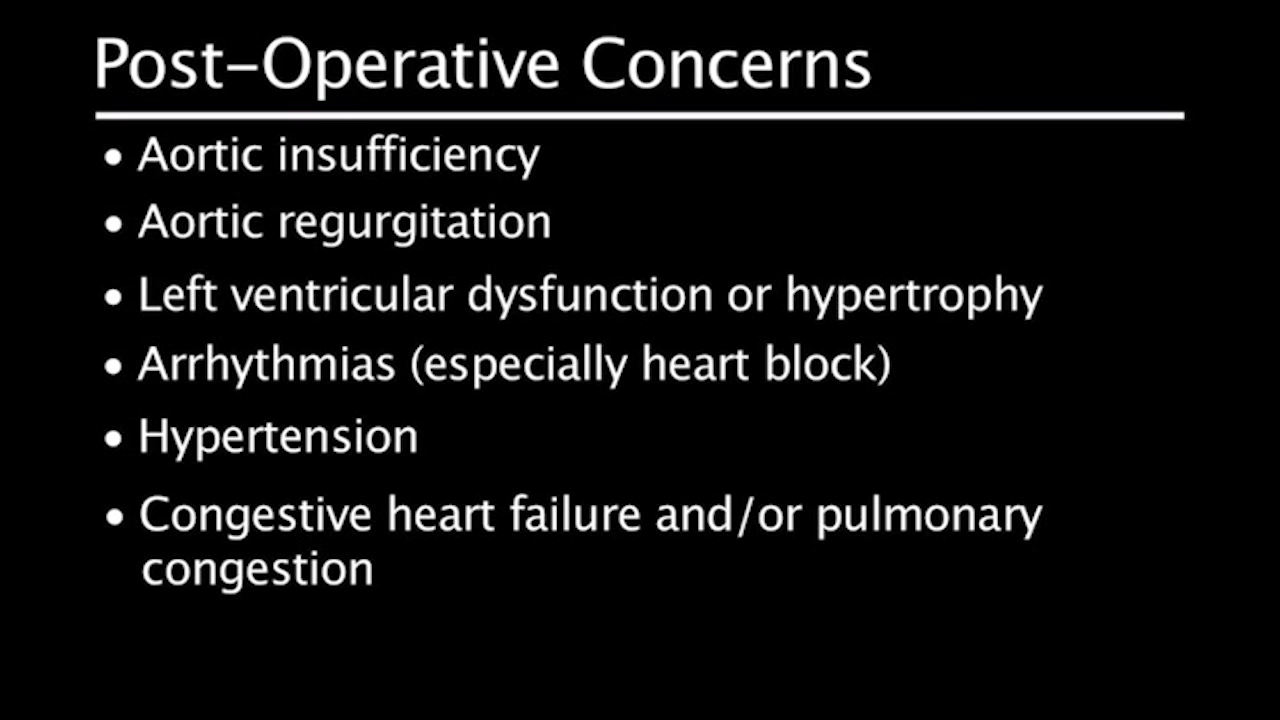 Post-Operative Concerns
• Aortic insufficiency
• Aortic regurgitation
• Left ventricular dysfunction or hypertrophy
• Arrhythmias (especially heart block)
• Hypertension
• Congestive heart failure and/or pulmonary
congestion